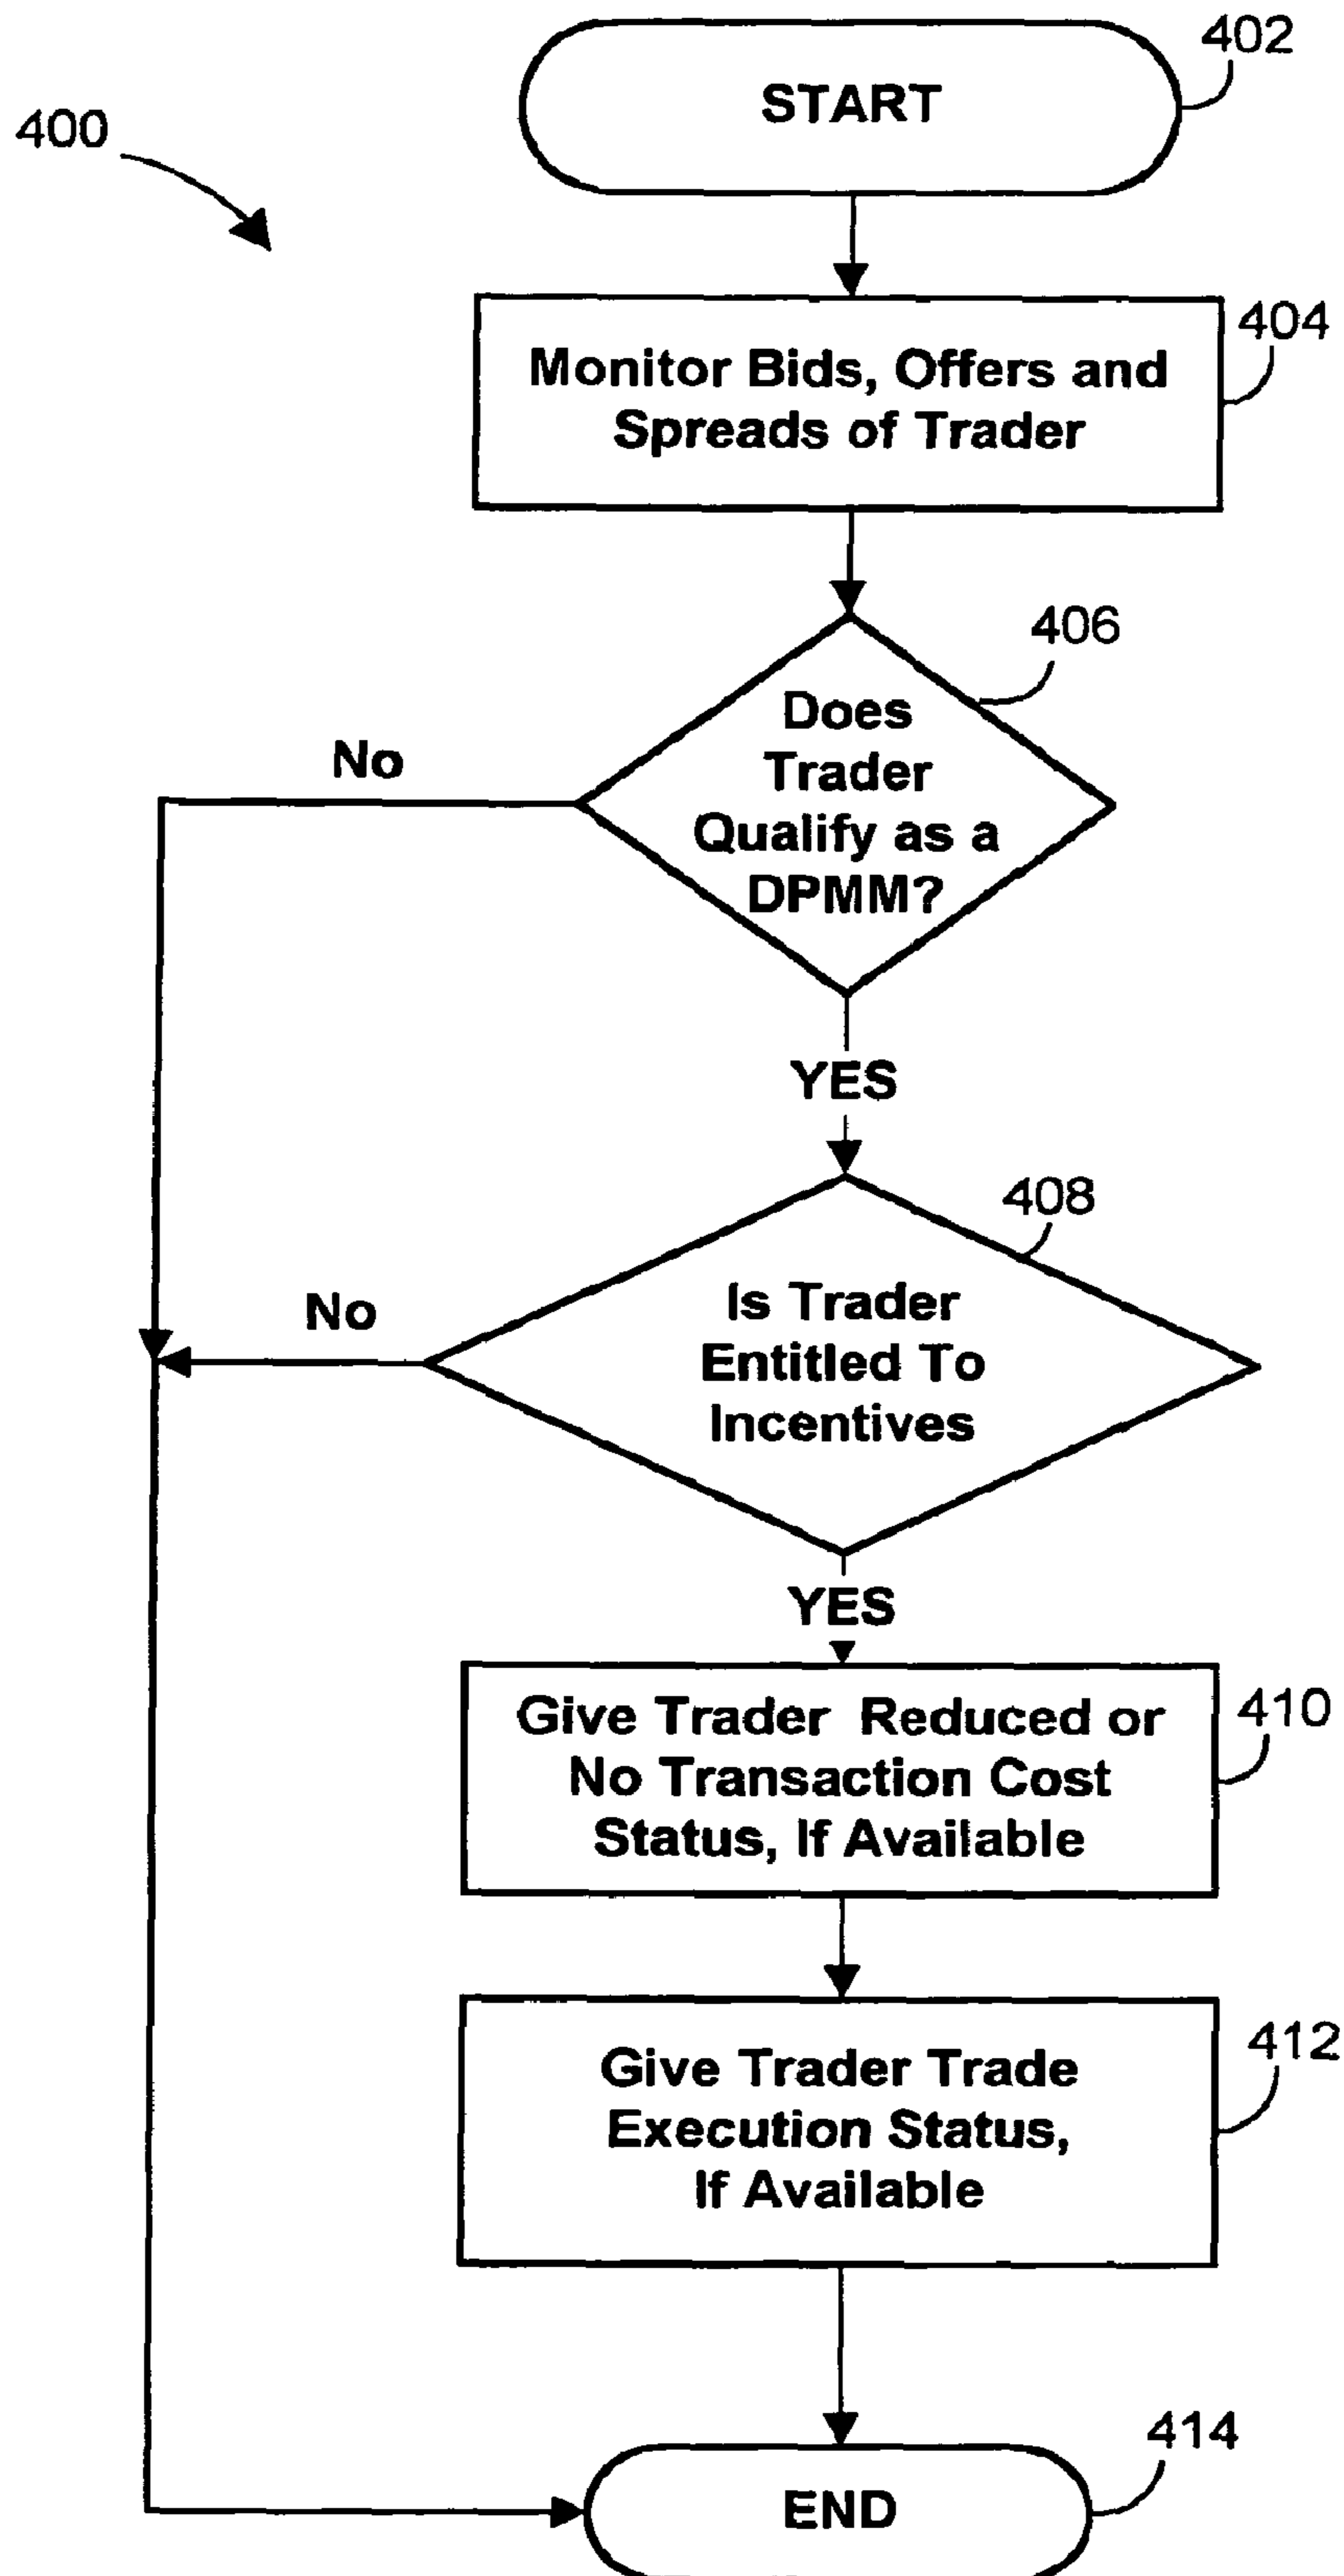 402
START
400
404
Monitor Bids, Offers and
Spreads of Trader
406
Does
Trader
Qualify as a
DPMM?
No
YES
408
Is Trader
Entitled To
Incentives
No
YES
410
Give Trader Reduced or
No Transaction Cost
Status, If Available
412
Give Trader Trade
Execution Status,
If Available
414
END